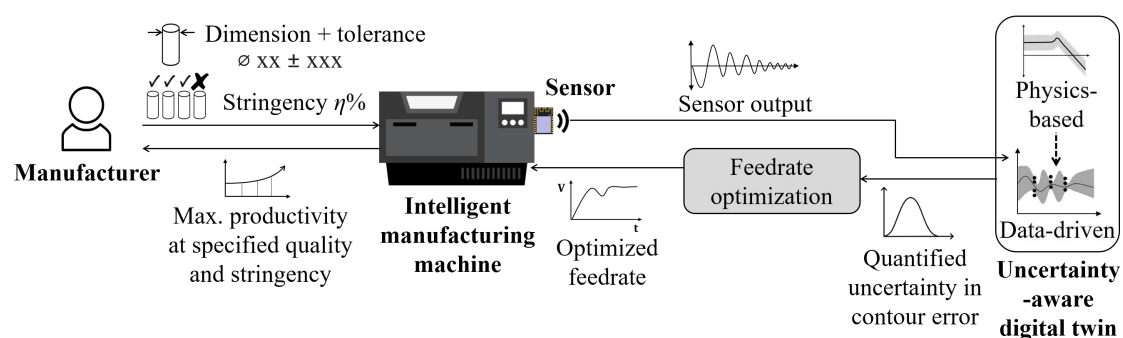 Dimension + tolerance
⌀ xx ± xxx
✓✓✓✘
Stringency η%
Manufacturer
Max. productivity
at specified quality
and stringency
Sensor
Intelligent
manufacturing
machine
Sensor output
V
t
Optimized
feedrate
Feedrate
optimization
Quantified
uncertainty in
contour error
Physics-
based
Data-driven
Uncertainty
-aware
digital twin